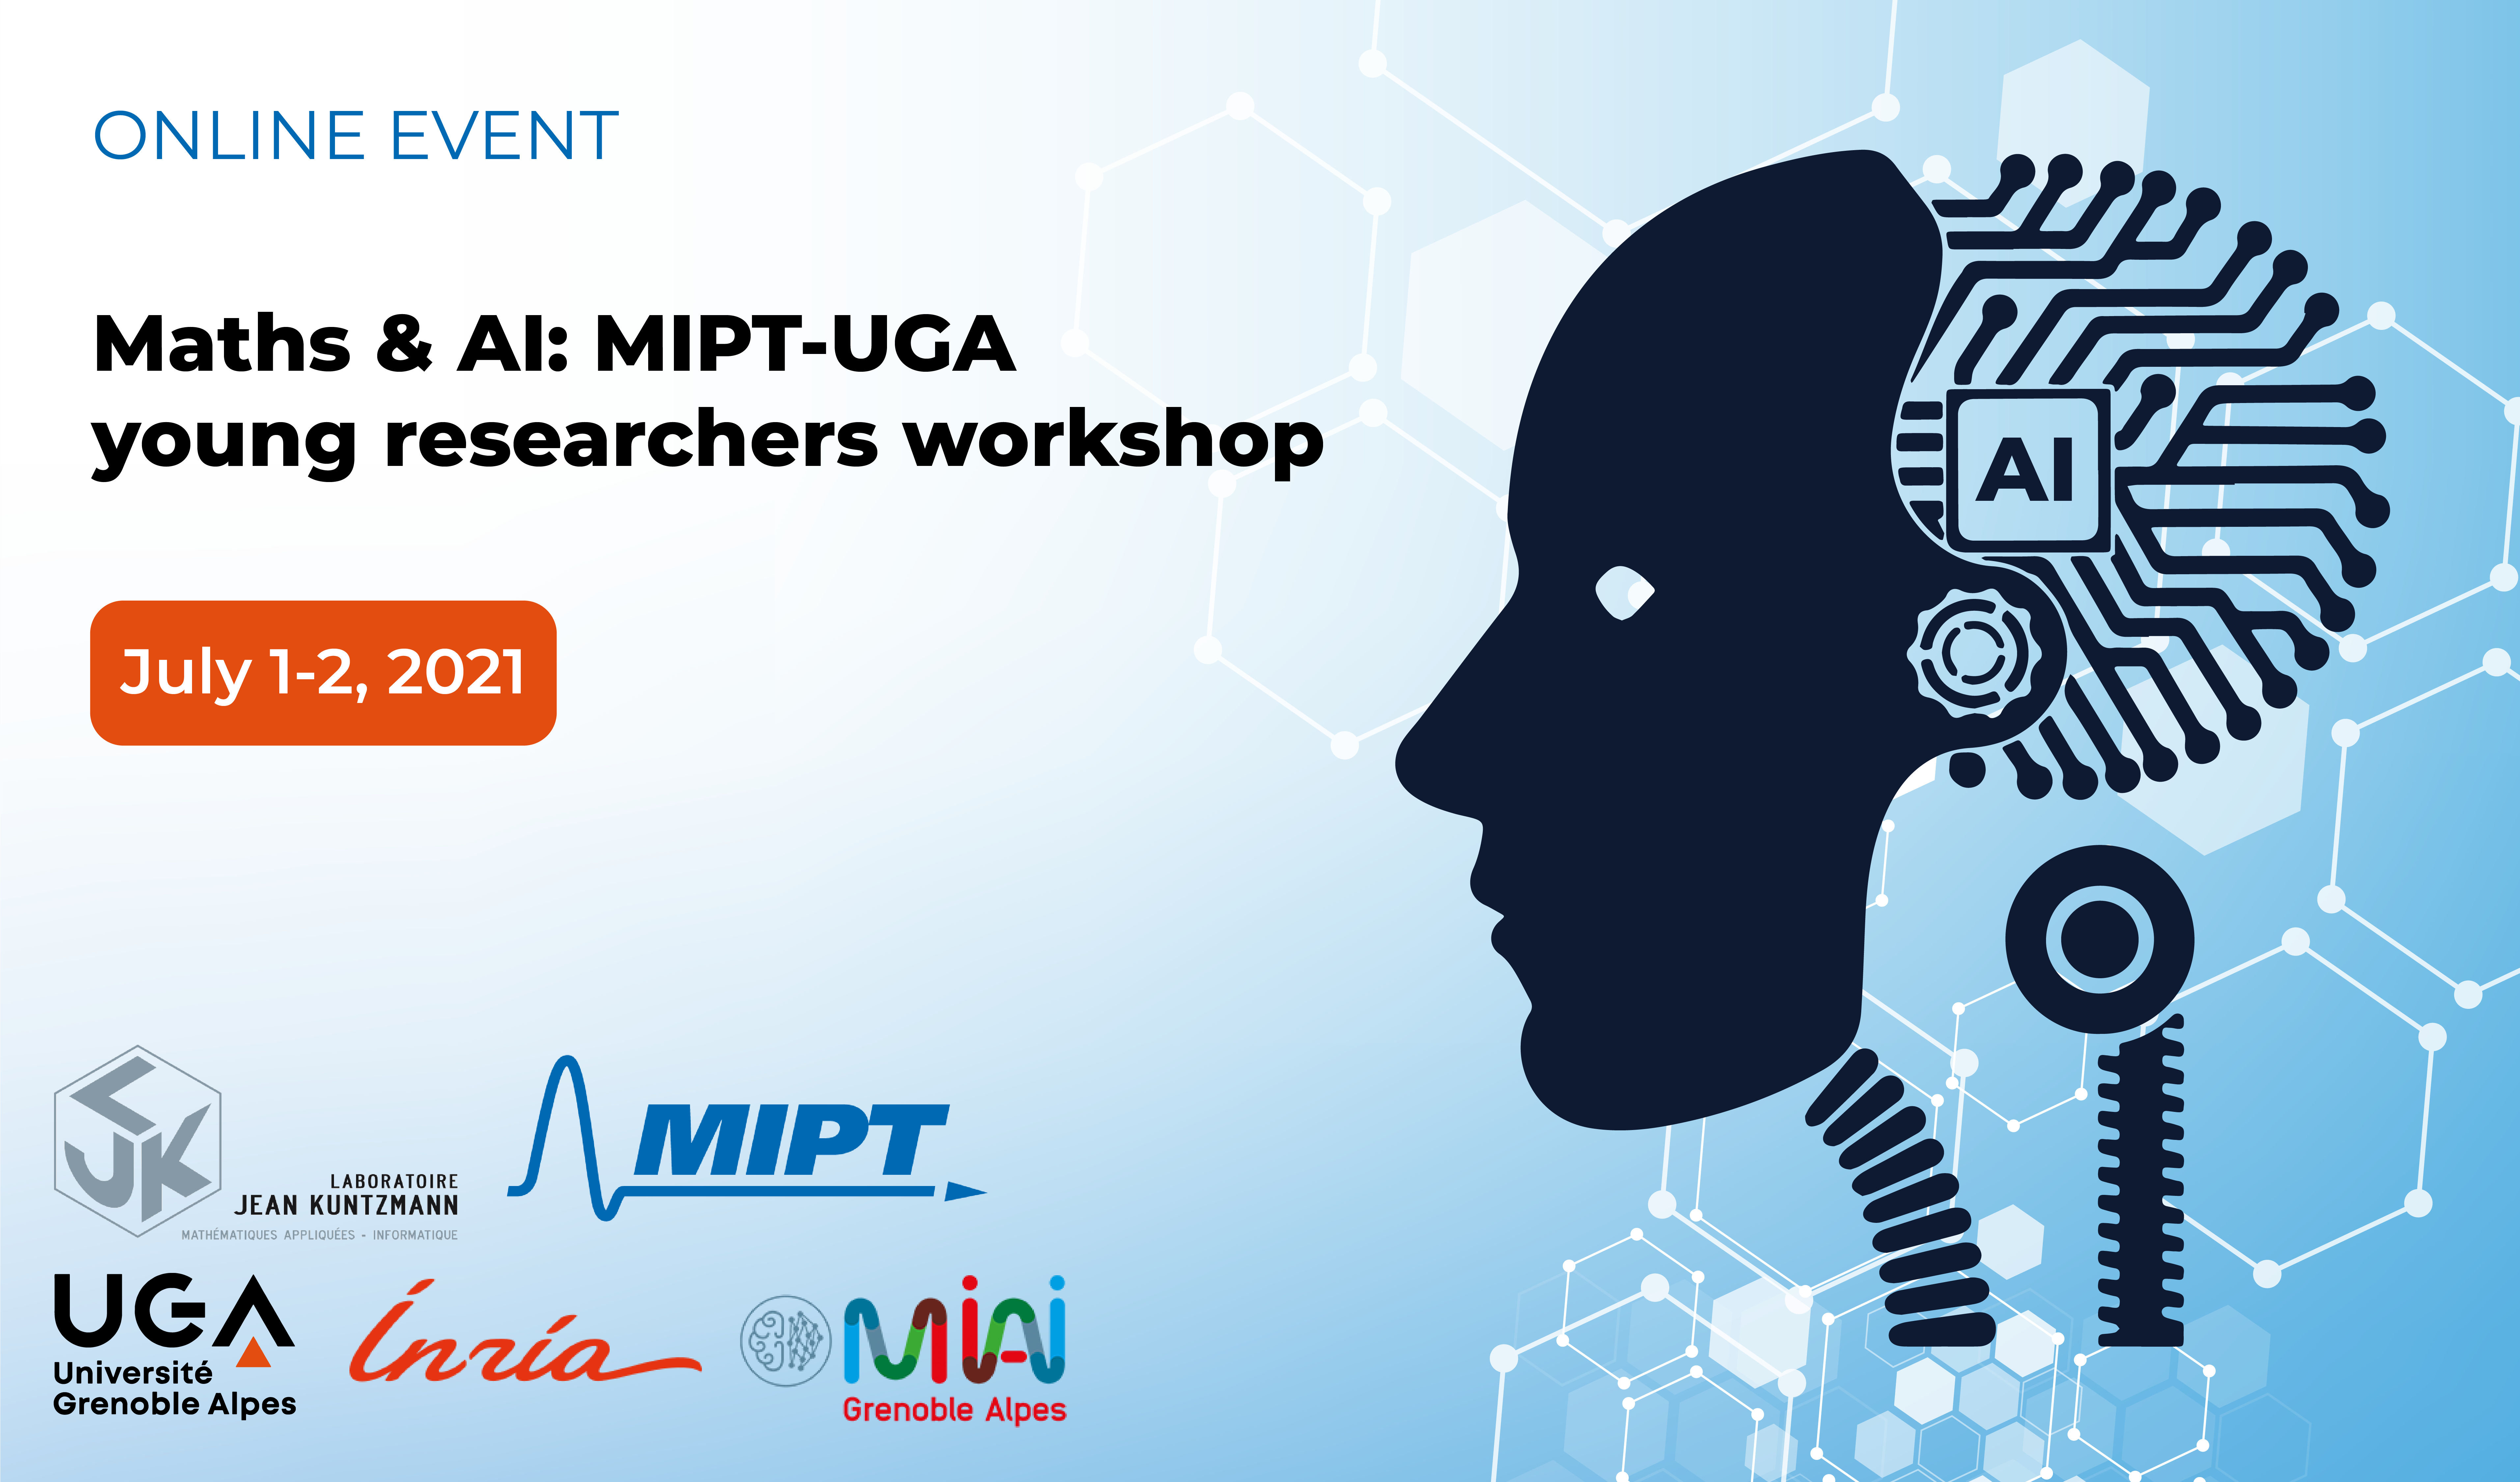 ONLINE EVENT
Maths & AI: MIPT-UGA
young researchers workshop
July 1-2, 2021
AI
LJK
LABORATOIRE
JEAN KUNTZMANN
MATHÉMATIQUES APPLIQUÉES - INFORMATIQUE
MIPT
UGA
Université
Grenoble Alpes
Inria
MIAI
Grenoble Alpes